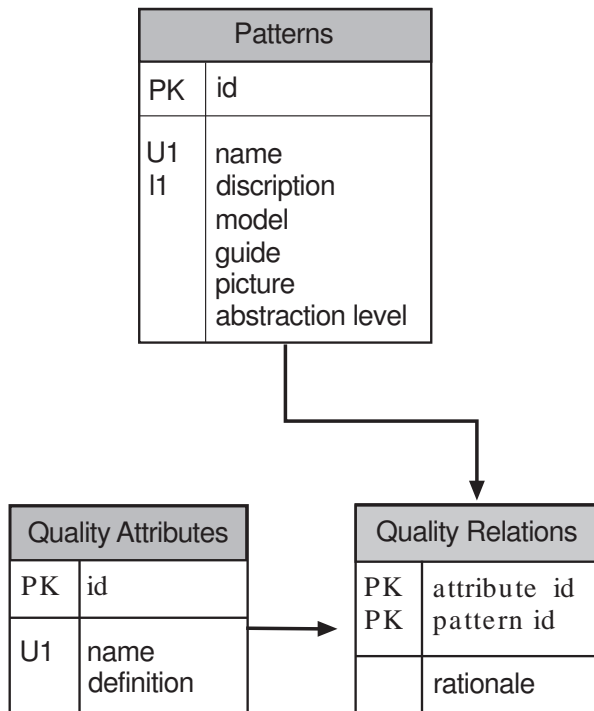 Patterns
PK id
U1 name
I1 discription
model
guide
picture
abstraction level
Quality Attributes
PK id
U1 name
definition
Quality Relations
PK attribute id
PK pattern id
rationale